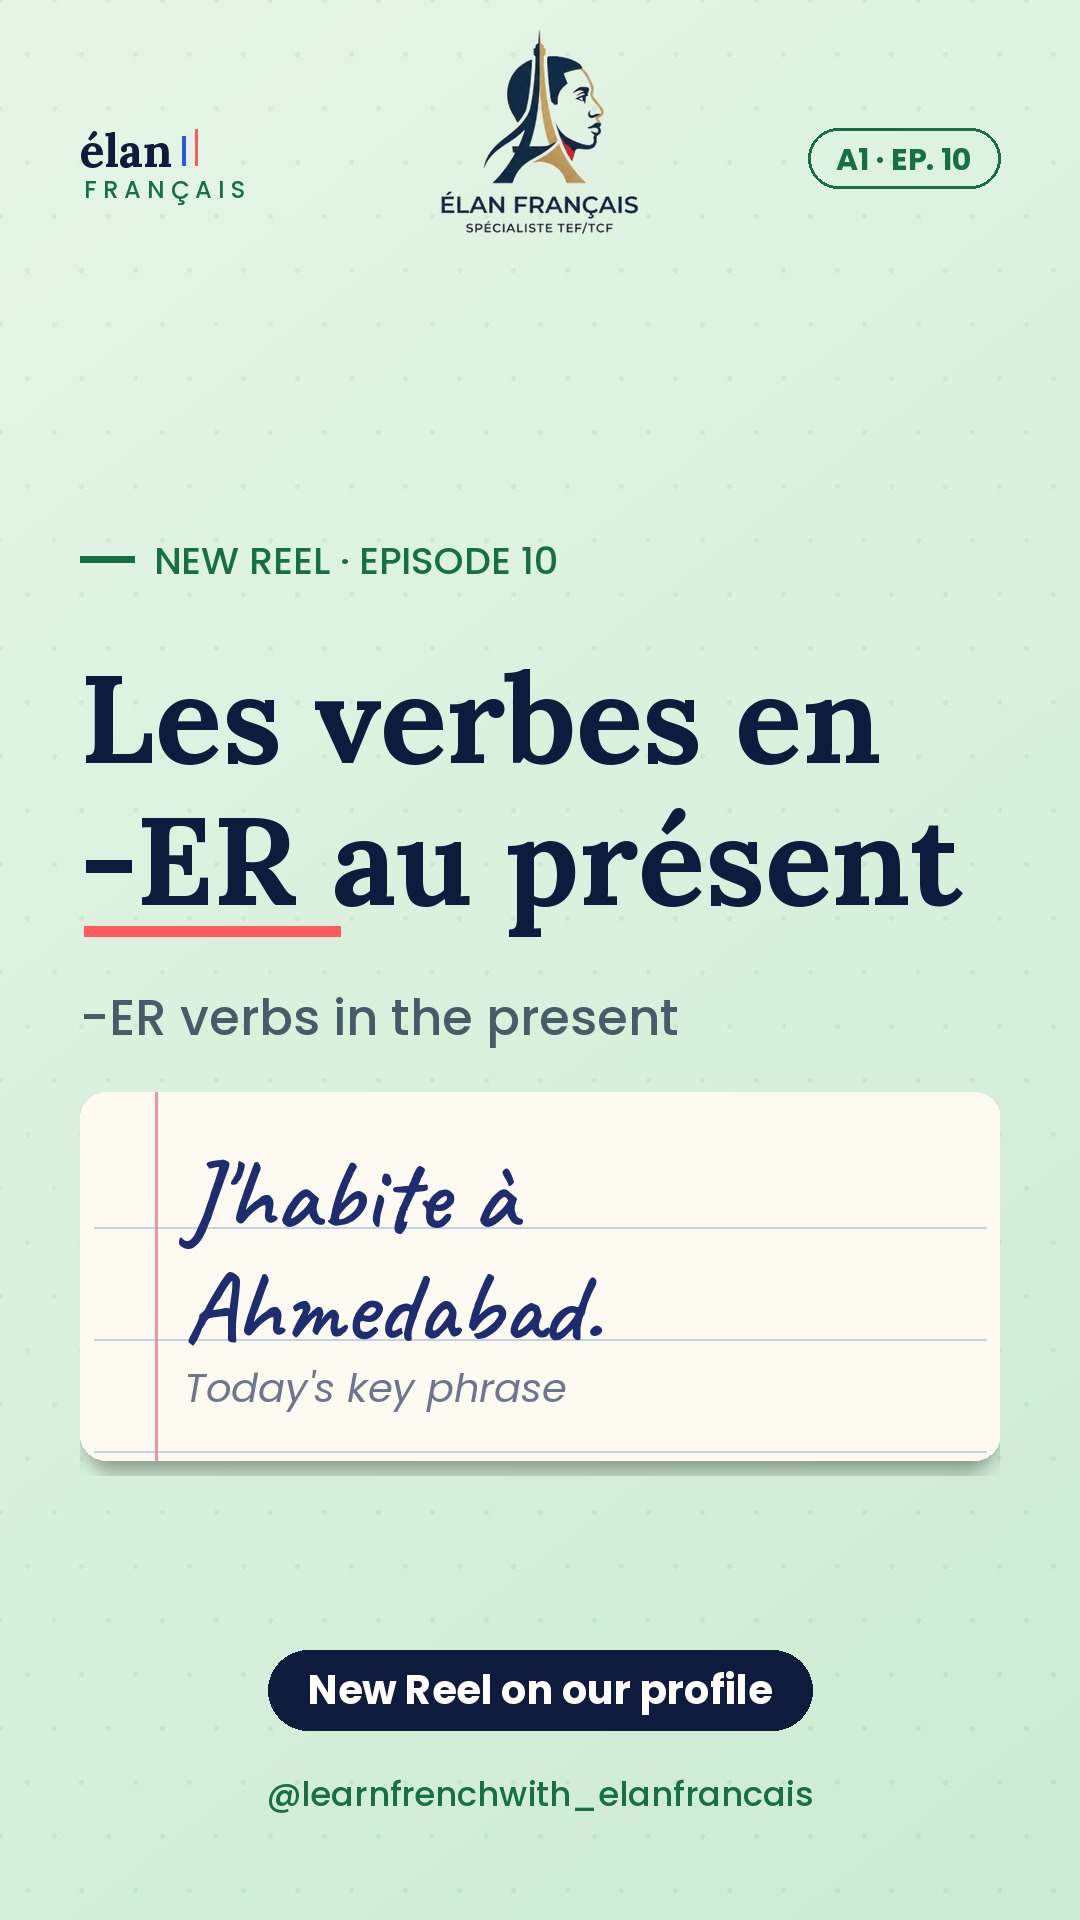 élan
FRANÇAIS
ÉLAN FRANÇAIS
SPÉCIALISTE TEF/TCF
A1 · EP. 10
NEW REEL · EPISODE 10
Les verbes en
-ER au présent
-ER verbs in the present
J'habite à
Ahmedabad.
Today's key phrase
New Reel on our profile
@learnfrenchwith_elanfrancais